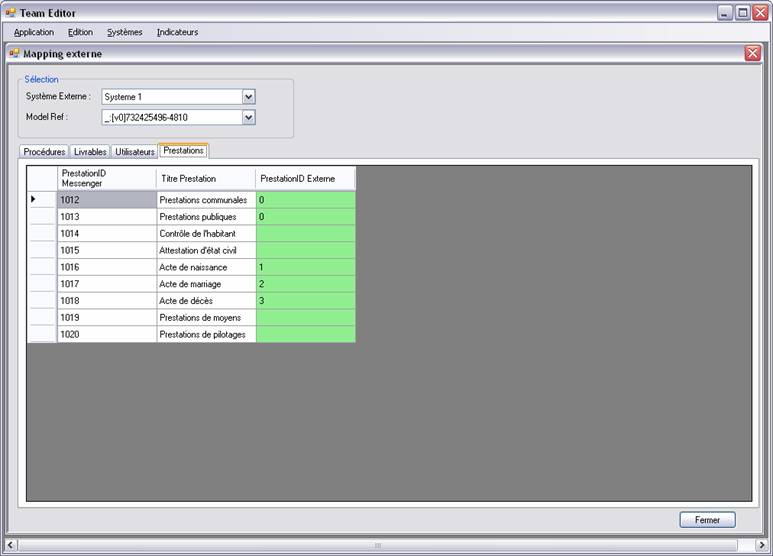 Team Editor
Application Edition Systèmes Indicateurs
Mapping externe
Sélection
Système Externe : Systeme 1
Model Ref : _:[v0]732425496-4810
Procédures Livrables Utilisateurs Prestations
PrestationID Messenger Titre Prestation PrestationID Externe
1012 Prestations communales 0
1013 Prestations publiques 0
1014 Contrôle de l'habitant
1015 Attestation d'état civil
1016 Acte de naissance 1
1017 Acte de marriage 2
1018 Acte de décès 3
1019 Prestations de moyens
1020 Prestations de pilotages
Fermer